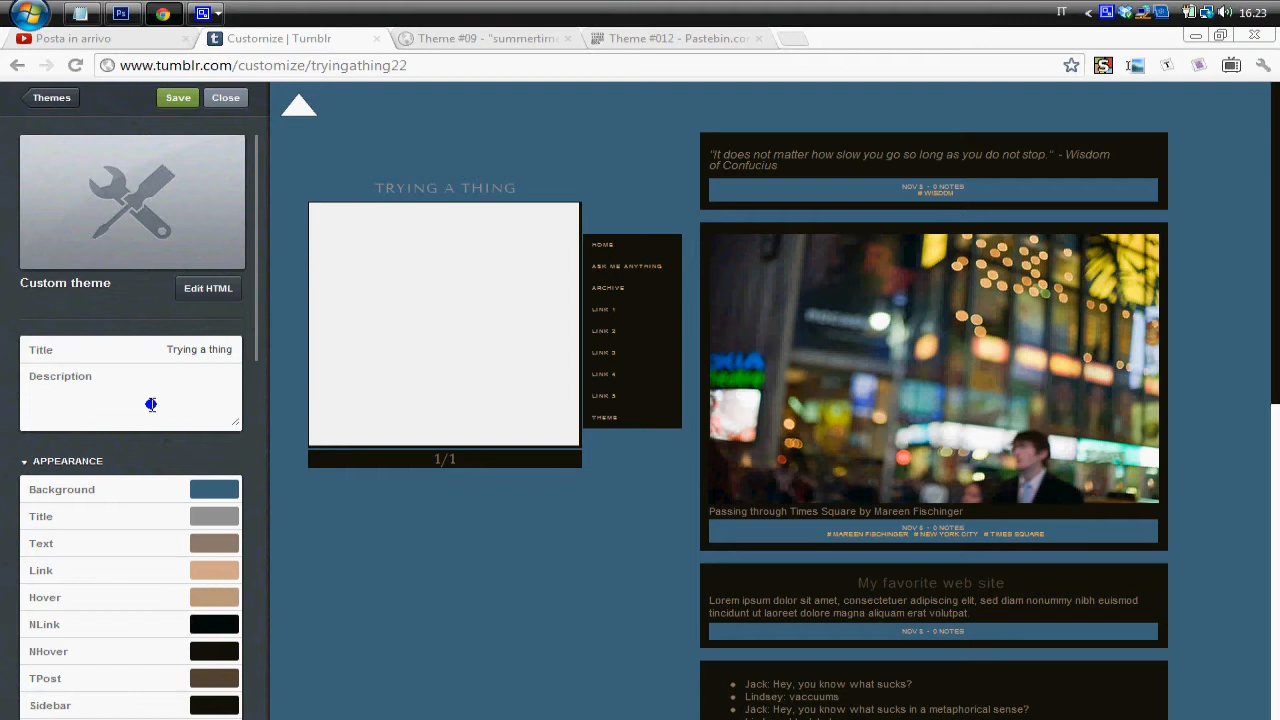 Ps
IT
16.23
Posta in arrivo
Customize | Tumblr
Theme #09 - "summertim
Theme #012 - Pastebin.co
www.tumblr.com/customize/tryingathing22
Themes
Save
Close
Custom theme
Edit HTML
Title
Trying a thing
Description
APPEARANCE
Background
Title
Text
Link
Hover
NLink
NHover
TPost
Sidebar
TRYING A THING
1/1
HOME
ASK ME ANYTHING
ARCHIVE
LINK 1
LINK 2
LINK 3
LINK 4
LINK 5
THEME
"It does not matter how slow you go so long as you do not stop." - Wisdom
of Confucius
NOV 8 - 0 NOTES
# WISDOM
Passing through Times Square by Mareen Fischinger
NOV 8 - 0 NOTES
# MAREEN FISCHINGER # NEW YORK CITY # TIMES SQUARE
My favorite web site
Lorem ipsum dolor sit amet, consectetuer adipiscing elit, sed diam nonummy nibh euismod
tincidunt ut laoreet dolore magna aliquam erat volutpat.
NOV 8 - 0 NOTES
Jack: Hey, you know what sucks?
Lindsey: vaccuums
Jack: Hey, you know what sucks in a metaphorical sense?